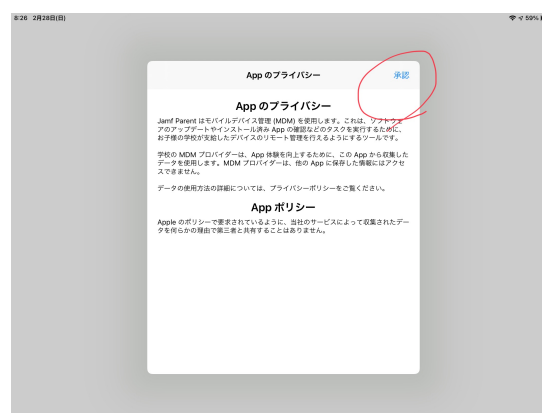 8:26 2月28日(日)
59%
App のプライバシー
承認
App のプライバシー
Jamf Parent はモバイルデバイス管理 (MDM) を使用します。これは、ソフトウェ
アのアップデートやインストール済み App の確認などのタスクを実行するために、
お子様の学校が支給したデバイスのリモート管理を行えるようにするツールです。
学校の MDM プロバイダーは、App 体験を向上するために、この App から収集した
データを使用します。MDM プロバイダーは、他の App に保存した情報にはアクセ
スできません。
データの使用方法の詳細については、プライバシーポリシーをご覧ください。
App ポリシー
Apple のポリシーで要求されているように、当社のサービスによって収集されたデー
タを何らかの理由で第三者と共有することはありません。